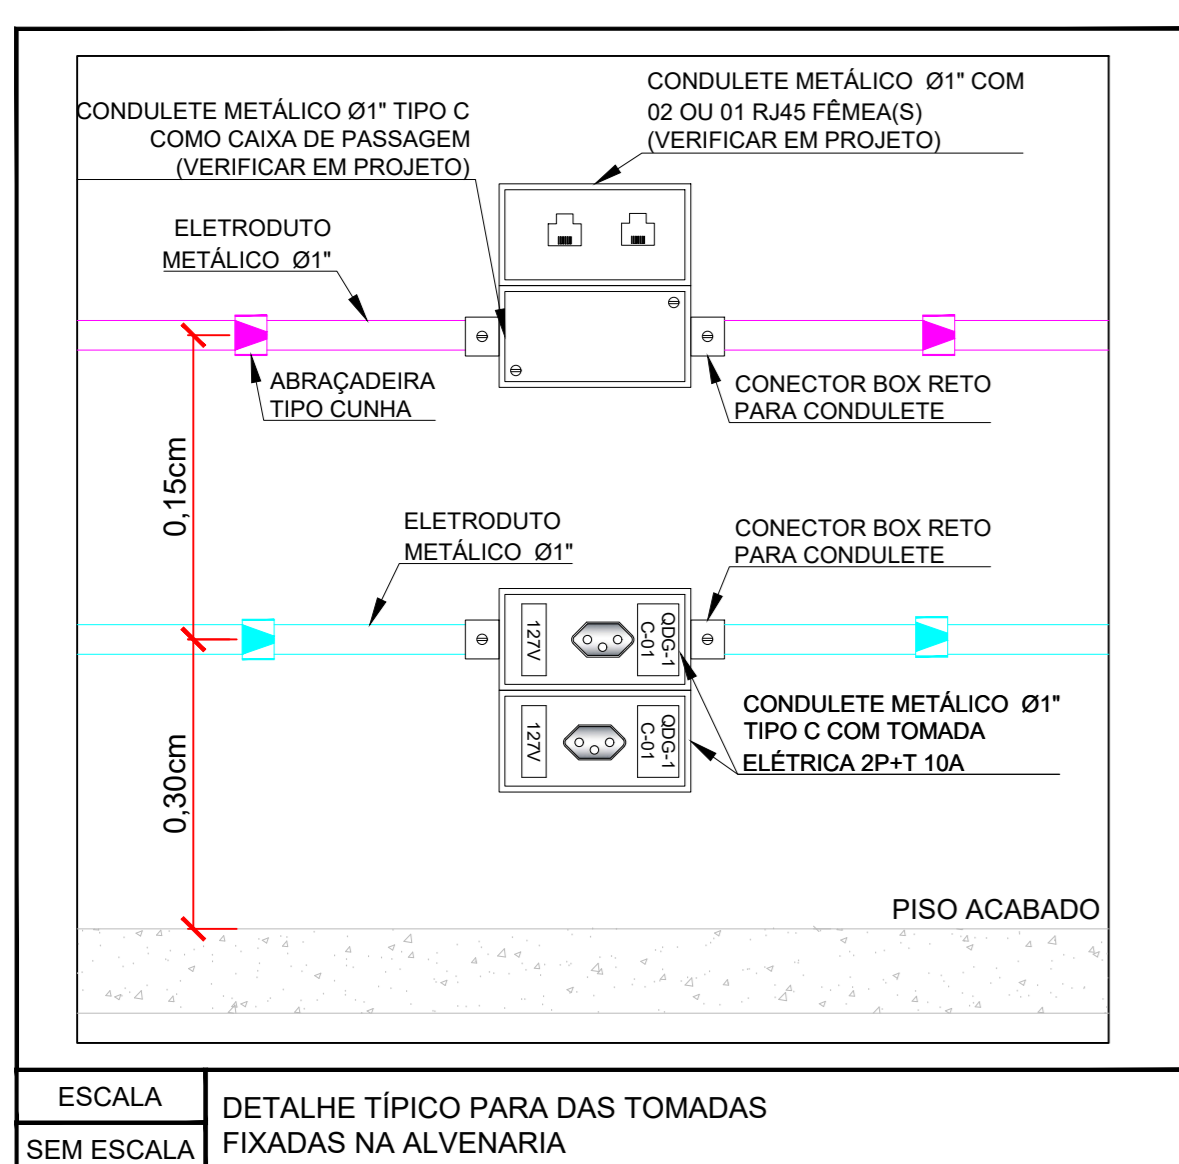 CONDULETE METÁLICO Ø1" TIPO C
COMO CAIXA DE PASSAGEM
(VERIFICAR EM PROJETO)
CONDULETE METÁLICO Ø1" COM
02 OU 01 RJ45 FÊMEA(S)
(VERIFICAR EM PROJETO)
ELETRODUTO
METÁLICO Ø1"
ABRAÇADEIRA
TIPO CUNHA
CONECTOR BOX RETO
PARA CONDULETE
0,15cm
ELETRODUTO
METÁLICO Ø1"
CONECTOR BOX RETO
PARA CONDULETE
127V
QDG-1
C-01
127V
QDG-1
C-01
CONDULETE METÁLICO Ø1"
TIPO C COM TOMADA
ELÉTRICA 2P+T 10A
0,30cm
PISO ACABADO
ESCALA
SEM ESCALA
DETALHE TÍPICO PARA DAS TOMADAS
FIXADAS NA ALVENARIA